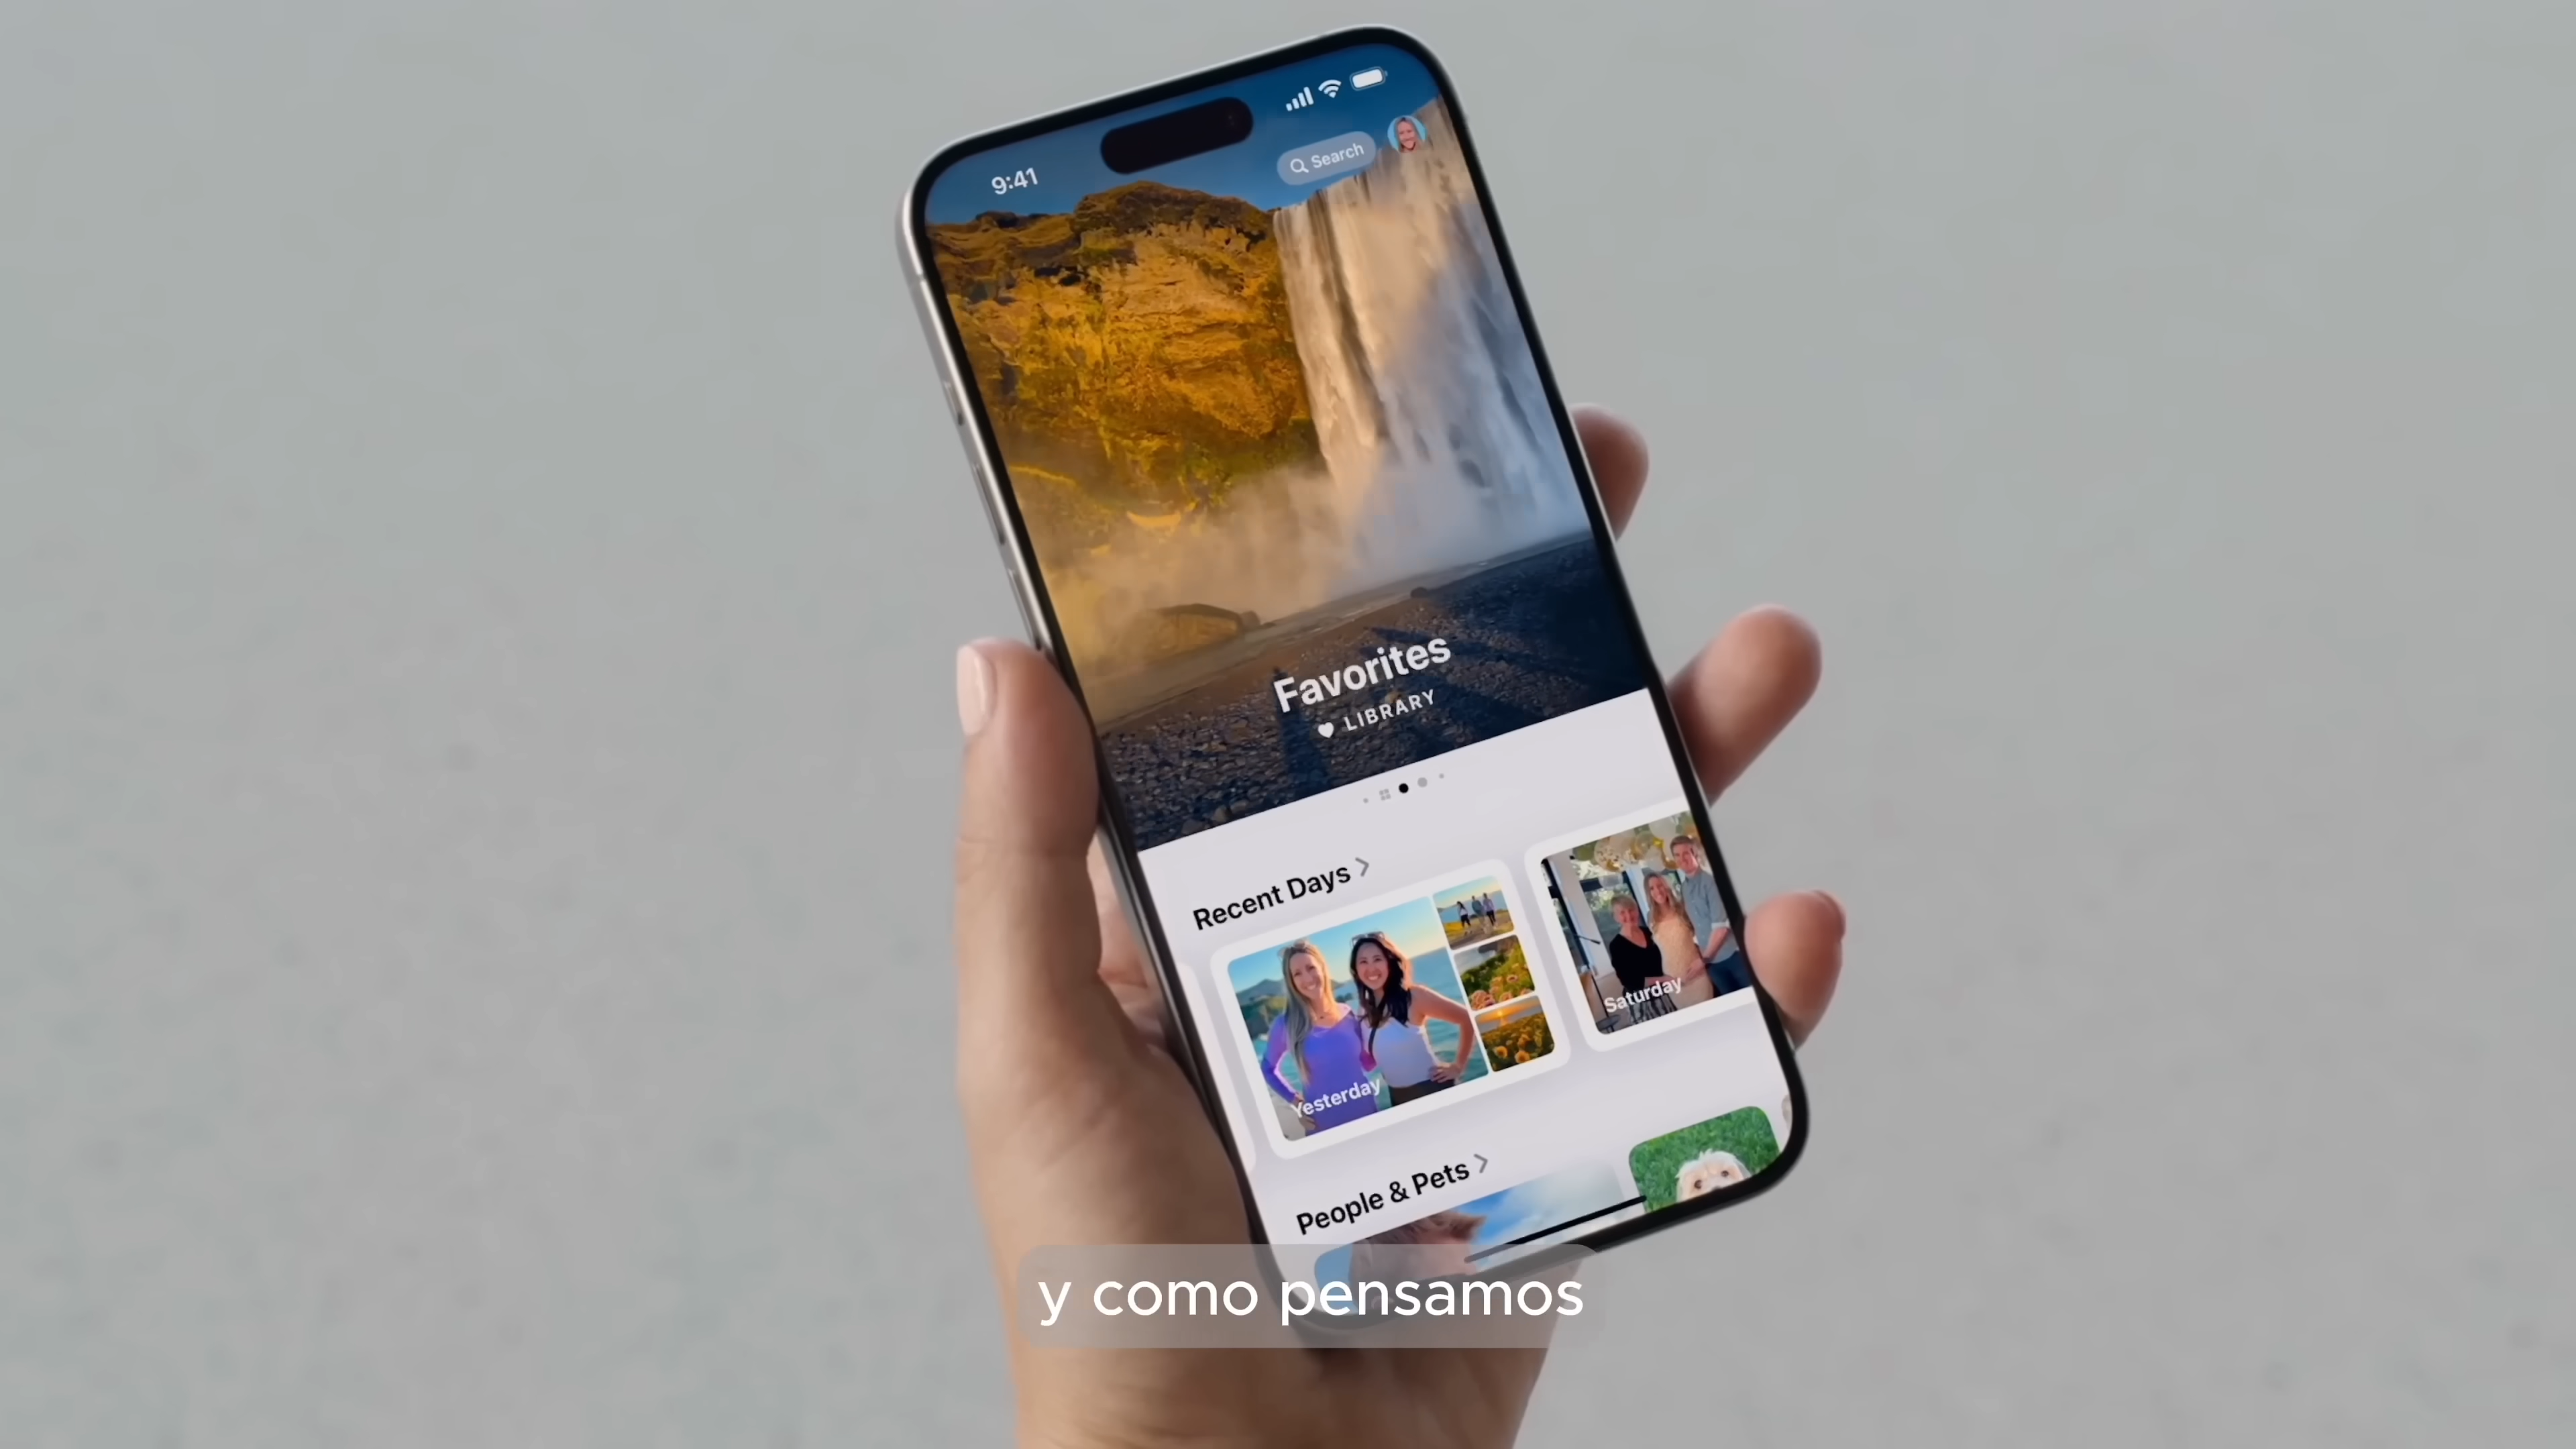 9:41
Search
Favorites
LIBRARY
Recent Days
Yesterday
Saturday
People & Pets
y como pensamos